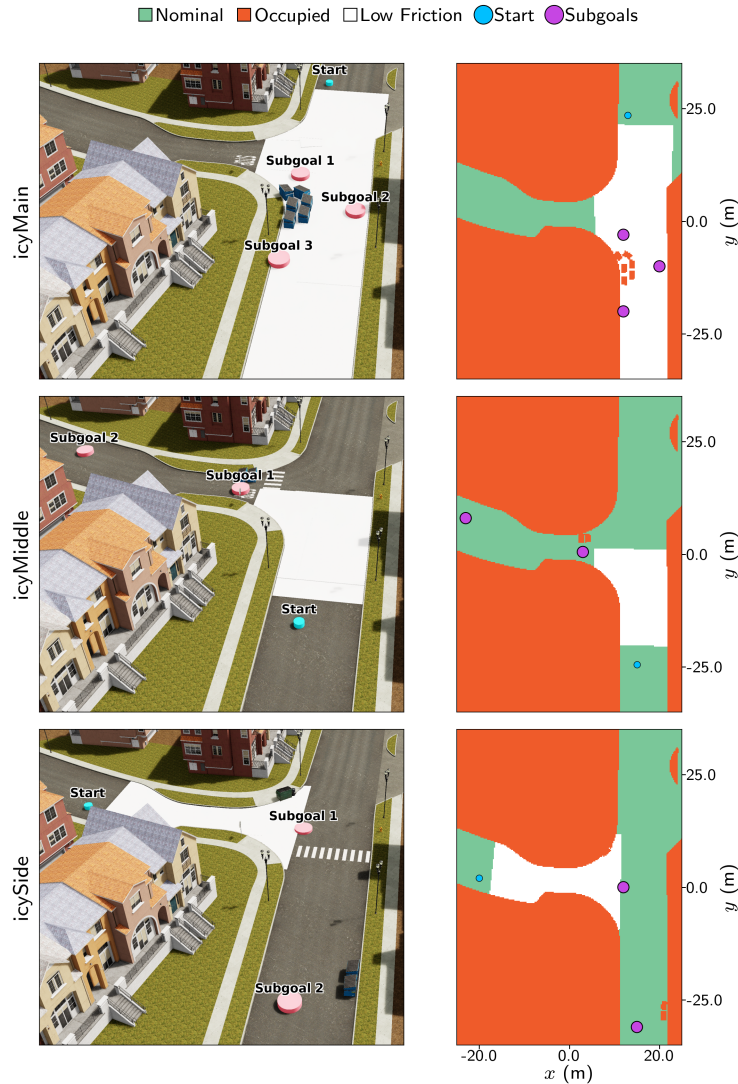 Nominal Occupied Low Friction Start Subgoals
icyMain
Start
Subgoal 1
Subgoal 2
Subgoal 3
25.0
0.0
-25.0
y (m)
icyMiddle
Subgoal 2
Subgoal 1
Start
25.0
0.0
-25.0
y (m)
icySide
Start
Subgoal 1
Subgoal 2
25.0
0.0
-25.0
y (m)
-20.0 0.0 20.0
x (m)